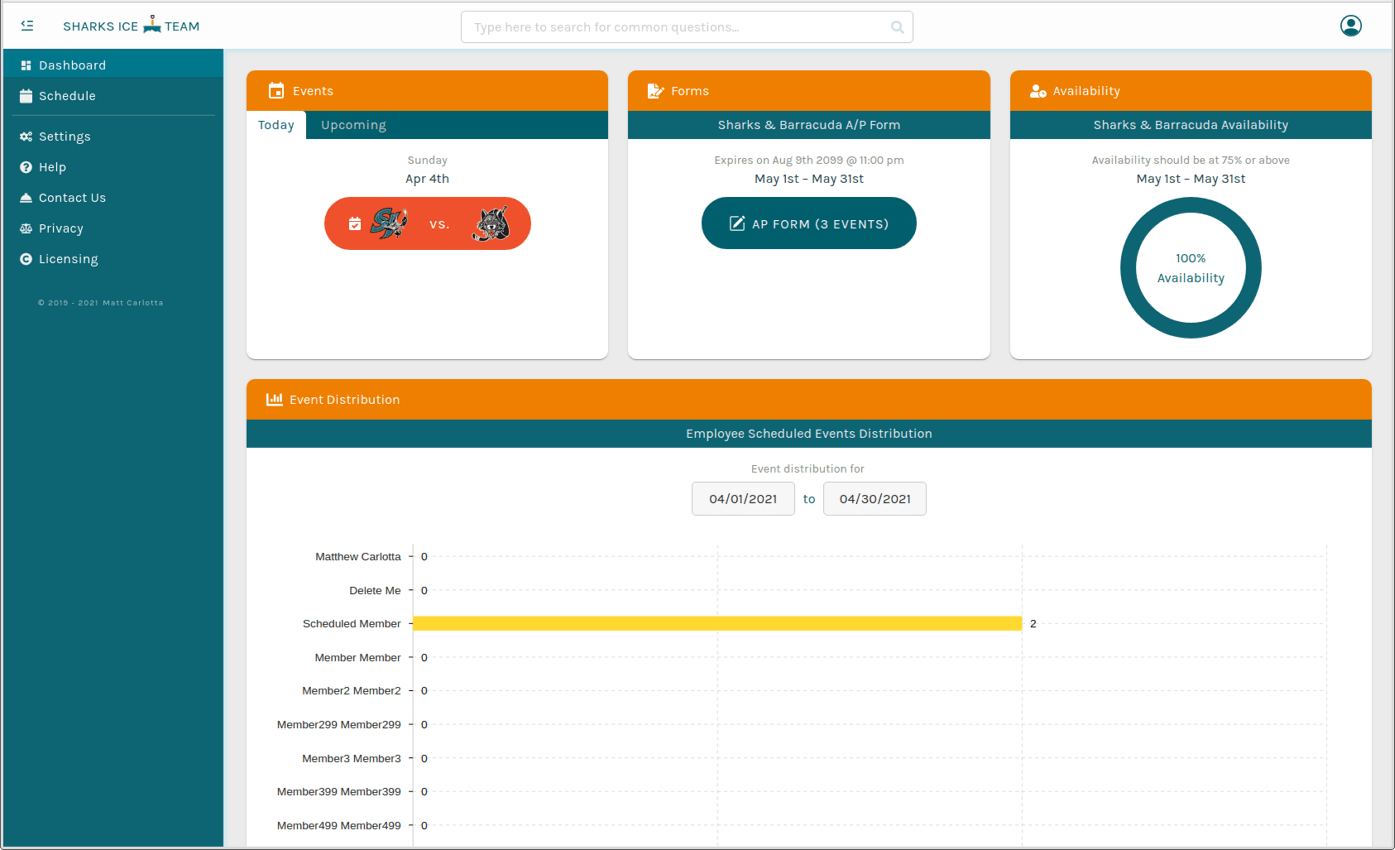 SHARKS ICE TEAM
Type here to search for common questions...
Dashboard
Schedule
Settings
Help
Contact Us
Privacy
Licensing
© 2019 - 2021 Matt Carlotta
Events
Today Upcoming
Sunday
Apr 4th
VS.
Forms
Sharks & Barracuda A/P Form
Expires on Aug 9th 2099 @ 11:00 pm
May 1st – May 31st
AP FORM (3 EVENTS)
Availability
Sharks & Barracuda Availability
Availability should be at 75% or above
May 1st – May 31st
100%
Availability
Event Distribution
Employee Scheduled Events Distribution
Event distribution for
04/01/2021 to 04/30/2021
Matthew Carlotta 0
Delete Me 0
Scheduled Member 2
Member Member 0
Member2 Member2 0
Member299 Member299 0
Member3 Member3 0
Member399 Member399 0
Member499 Member499 0